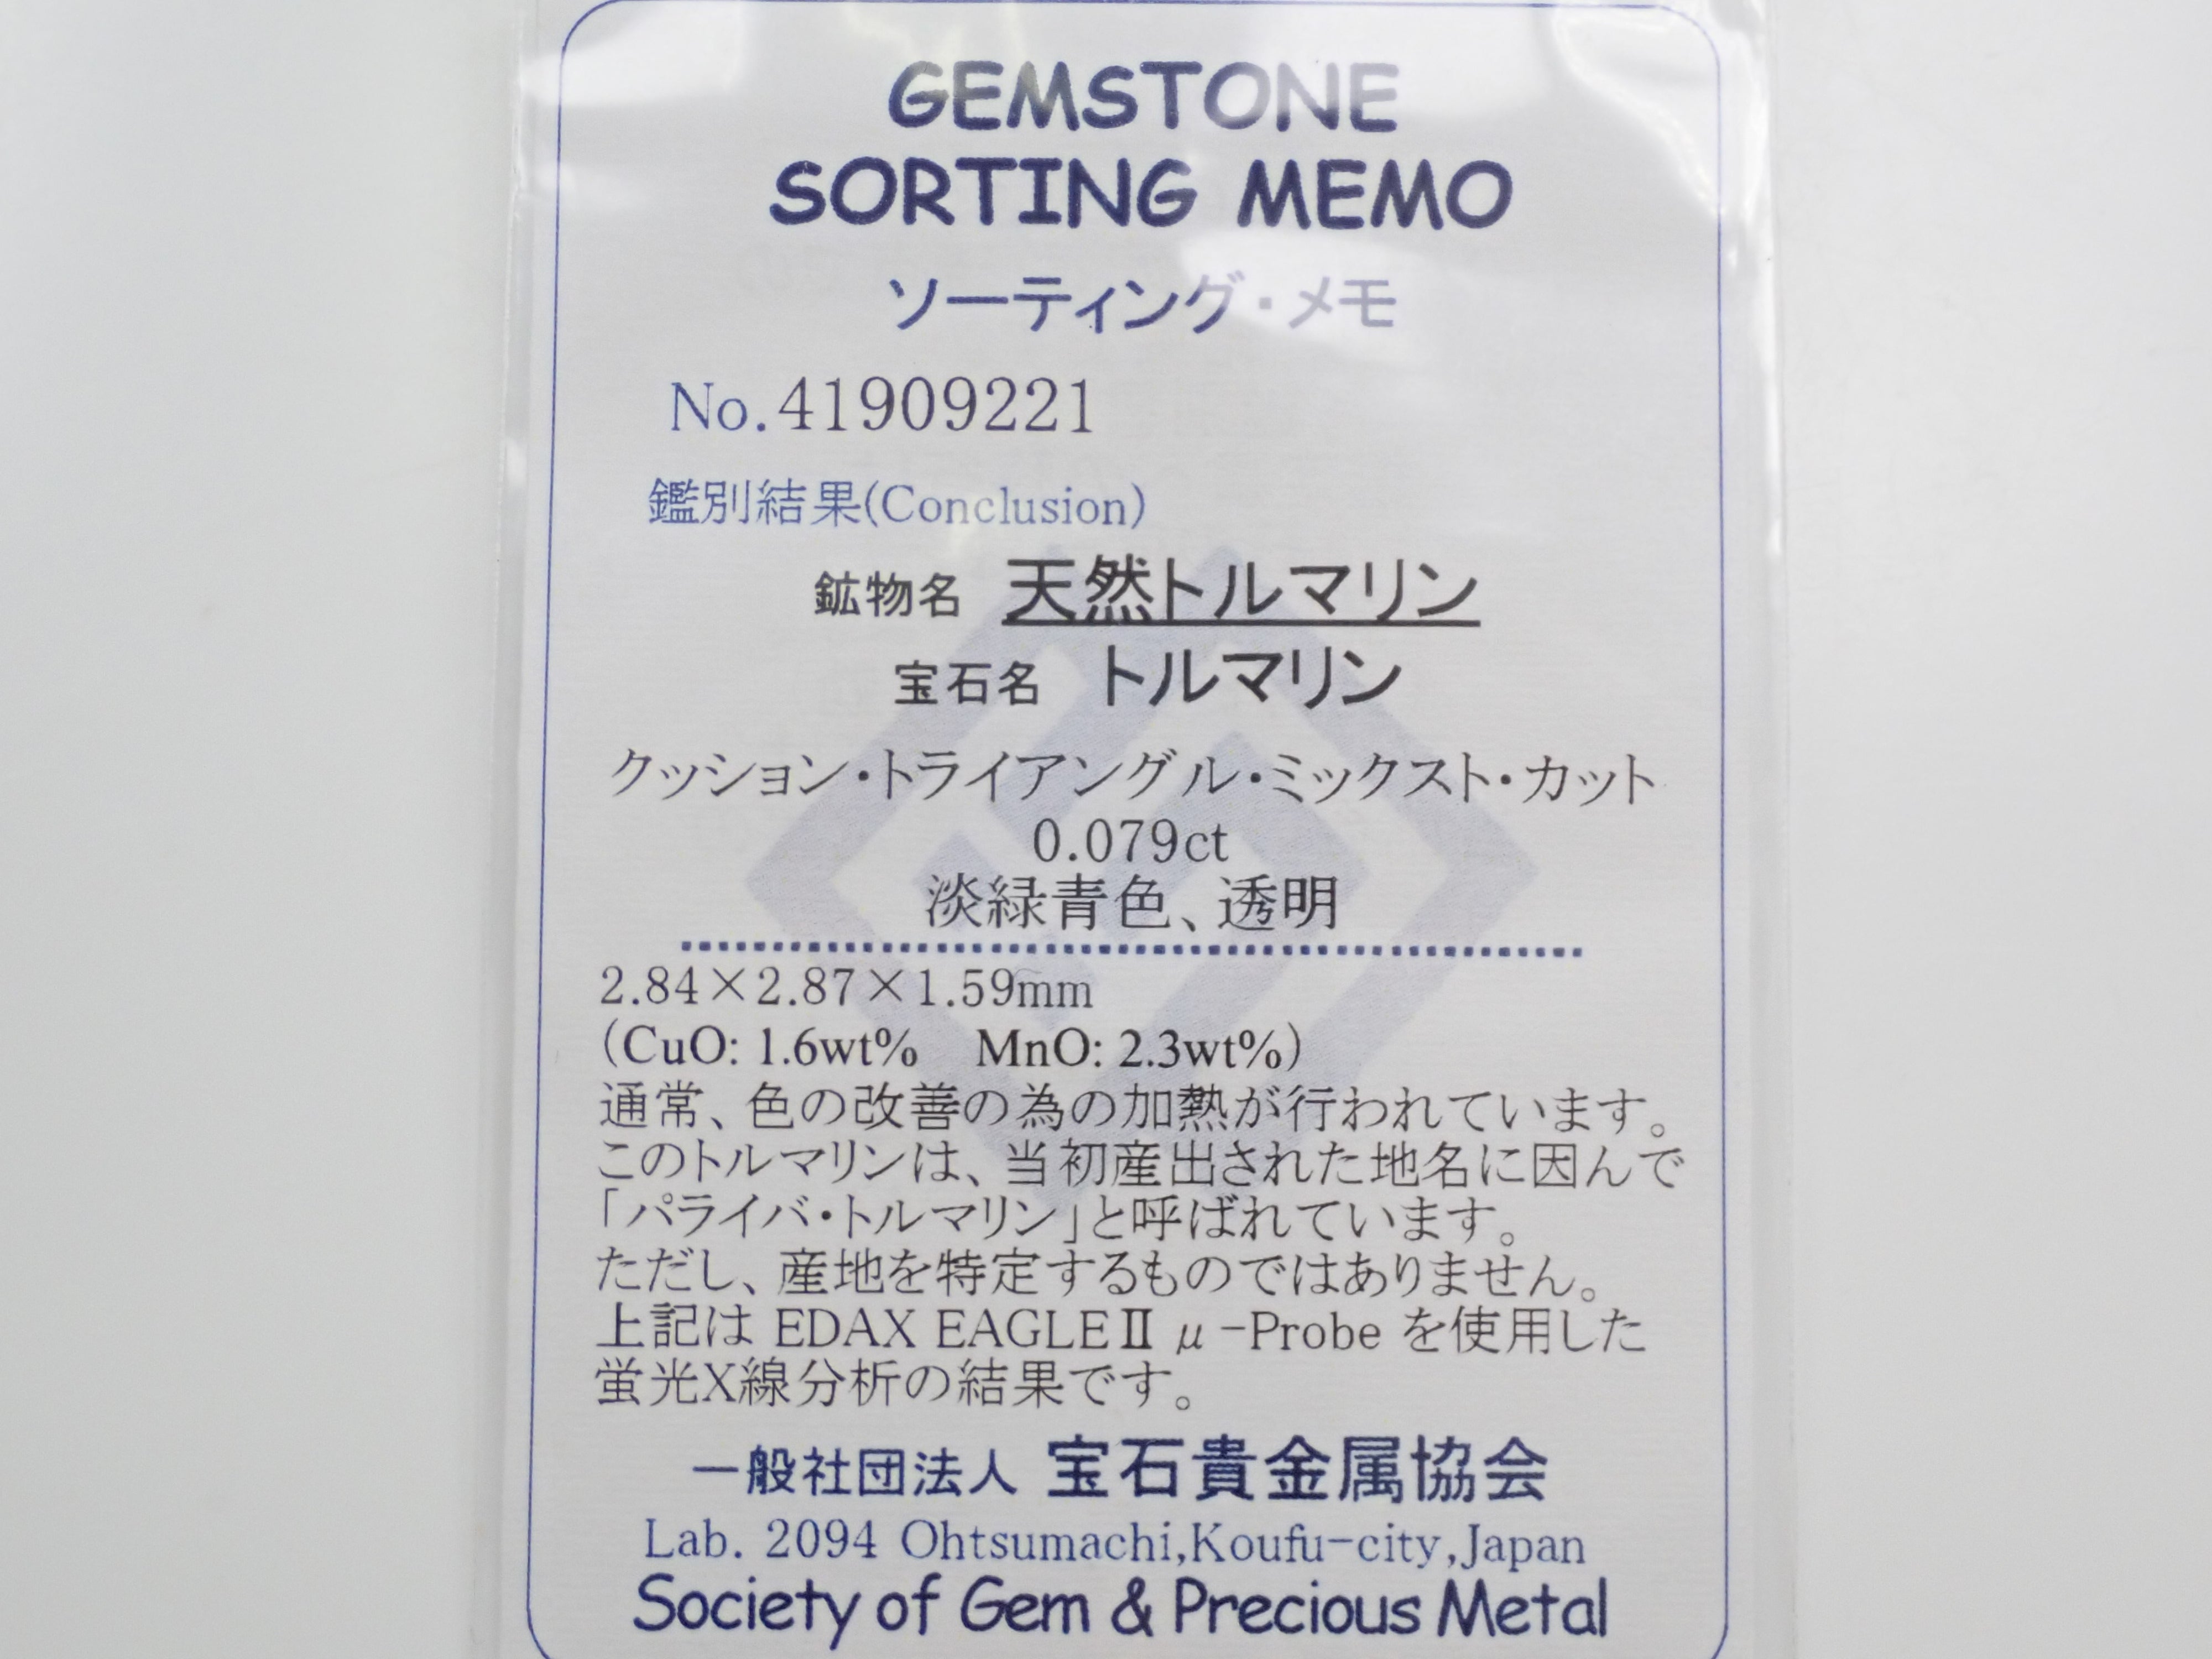 GEMSTONE
SORTING MEMO
ソーティング・メモ
No.41909221
鑑別結果(Conclusion)
鉱物名 天然トルマリン
宝石名 トルマリン
クッション・トライアングル・ミックスト・カット
0.079ct
淡緑青色、透明
2.84×2.87×1.59mm
(CuO: 1.6wt% MnO: 2.3wt%)
通常、色の改善の為の加熱が行われています。
このトルマリンは、当初産出された地名に因んで
「パライバ・トルマリン」と呼ばれています。
ただし、産地を特定するものではありません。
上記は EDAX EAGLEⅡ μ-Probe を使用した
蛍光X線分析の結果です。
一般社団法人 宝石貴金属協会
Lab. 2094 Ohtsumachi,Koufu-city,Japan
Society of Gem & Precious Metal